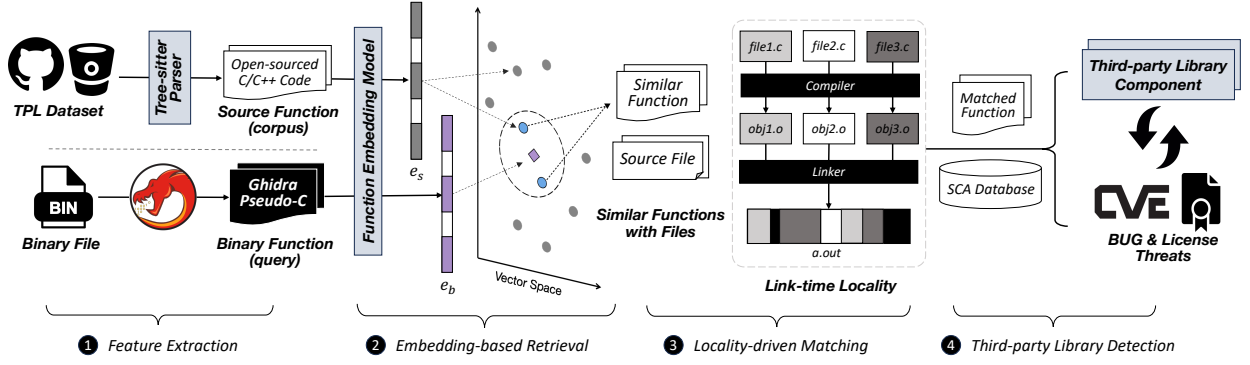 TPL Dataset
Tree-sitter
Parser
Open-sourced
C/C++ Code
Source Function
(corpus)
BIN
Binary File
Ghidra
Pseudo-C
Binary Function
(query)
Function Embedding Model
e_s
e_b
Vector Space
Similar
Function
Source File
Similar Functions
with Files
file1.c
file2.c
file3.c
Compiler
obj1.o
obj2.o
obj3.o
Linker
a.out
Link-time Locality
Matched
Function
SCA Database
Third-party Library
Component
CVE
BUG & License
Threats
1 Feature Extraction
2 Embedding-based Retrieval
3 Locality-driven Matching
4 Third-party Library Detection